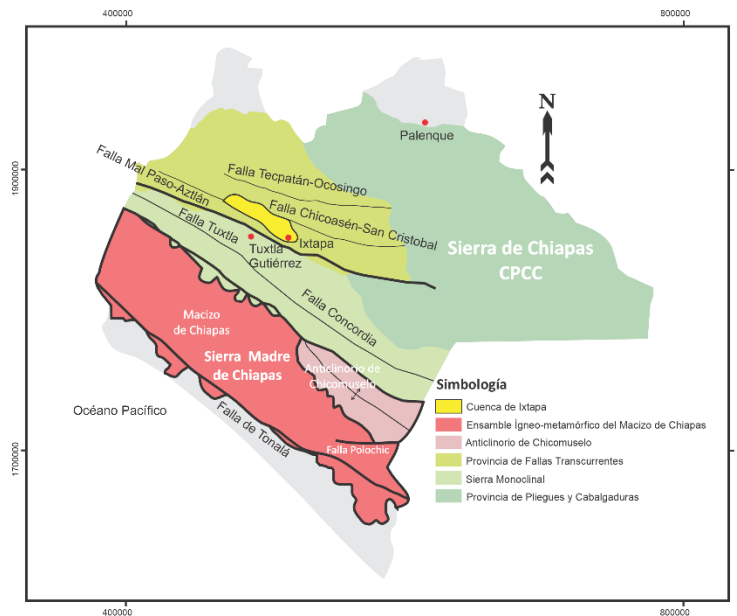 400000
800000
1900000
1700000
N
Palenque
Falla Mal Paso-Aztlán
Falla Tecpatán-Ocosingo
Falla Chicoasén-San Cristobal
Falla Tuxtla
Tuxtla
Gutiérrez
Ixtapa
Sierra de Chiapas
CPCC
Falla Concordia
Macizo
de Chiapas
Sierra Madre
de Chiapas
Anticlinorio de
Chicomuselo
Océano Pacífico
Falla de Tonalá
Falla Polochic
Simbología
Cuenca de Ixtapa
Ensamble Ígneo-metamórfico del Macizo de Chiapas
Anticlinorio de Chicomuselo
Provincia de Fallas Transcurrentes
Sierra Monoclinal
Provincia de Pliegues y Cabalgaduras
400000
800000